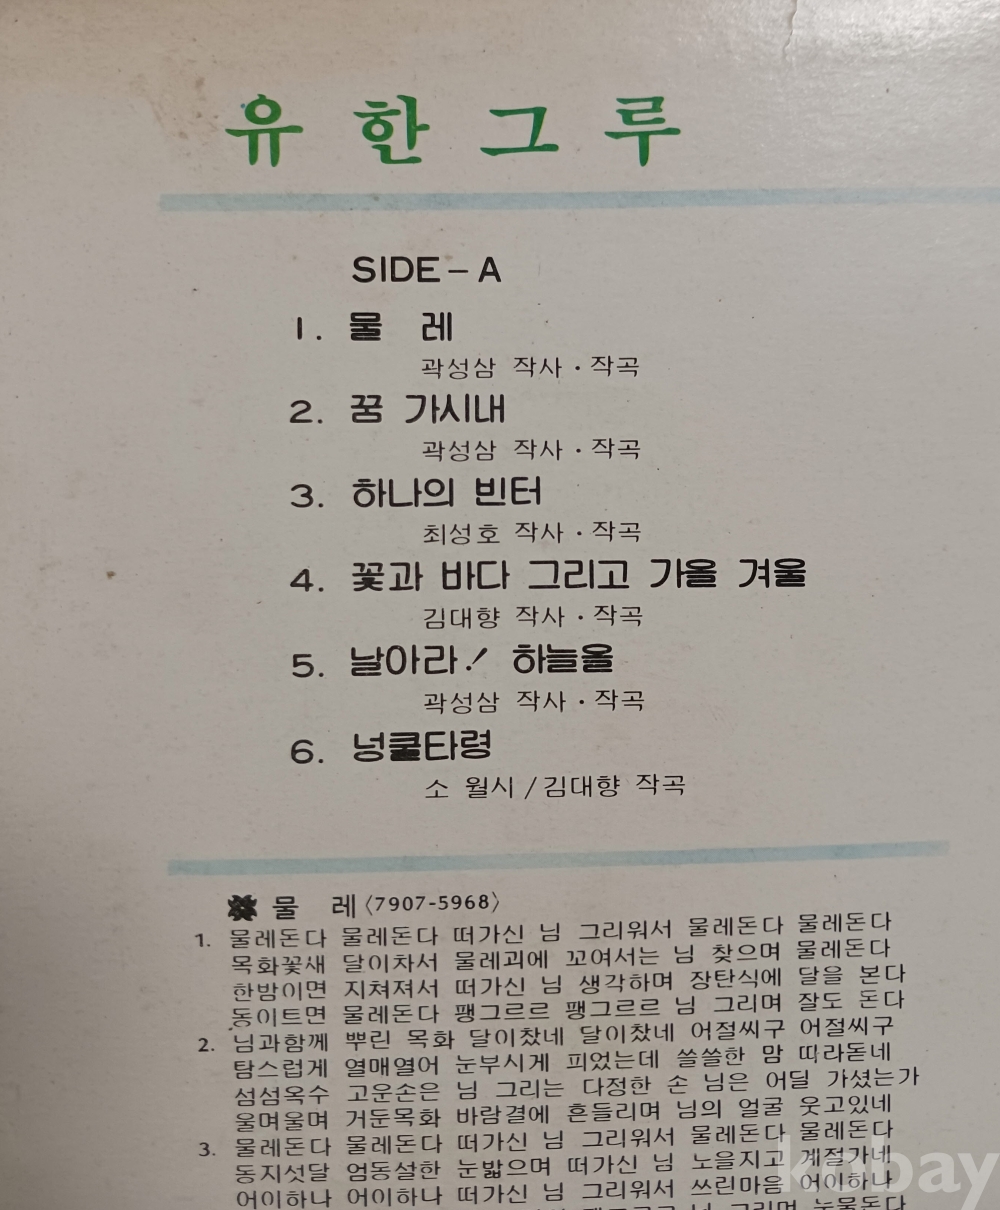 유한그루
SIDE-A
1. 물 레
곽성삼 작사·작곡
2. 꿈 가시내
곽성삼 작사·작곡
3. 하나의 빈터
최성호 작사·작곡
4. 꽃과 바다 그리고 가을 겨울
김대향 작사·작곡
5. 날아라! 하늘을
곽성삼 작사·작곡
6. 넝쿨타령
소 월시/김대향 작곡
물 레〈7907-5968〉
1. 물레돈다 물레돈다 떠가신 님 그리워서 물레돈다 물레돈다
목화꽃새 달이차서 물레괴에 꼬여서는 님 찾으며 물레돈다
한밤이면 지쳐져서 떠가신 님 생각하며 장탄식에 달을 본다
동이트면 물레돈다 팽그르르 팽그르르 님 그리며 잘도 돈다
2. 님과함께 뿌린 목화 달이찼네 달이찼네 어절씨구 어절씨구
탐스럽게 열매열어 눈부시게 피었는데 쓸쓸한 맘 따라돋네
섬섬옥수 고운손은 님 그리는 다정한 손 님은 어딜 가셨는가
울며울며 거둔목화 바람결에 흔들리며 님의 얼굴 웃고있네
3. 물레돈다 물레돈다 떠가신 님 그리워서 물레돈다 물레돈다
동지섯달 엄동설한 눈밟으며 떠가신 님 노을지고 계절가네
어이하나 어이하나 떠가신 님 그리워서 쓰린마음 어이하나
님 그리며 눈물돈다
kobay